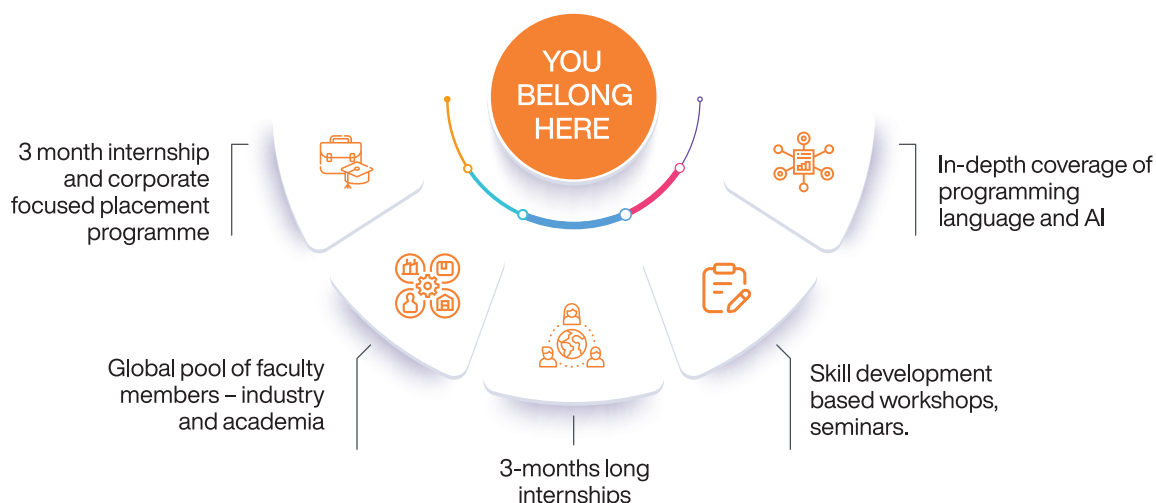 YOU
BELONG
HERE
3 month internship
and corporate
focused placement
programme
Global pool of faculty
members – industry
and academia
3-months long
internships
Skill development
based workshops,
seminars.
In-depth coverage of
programming
language and AI